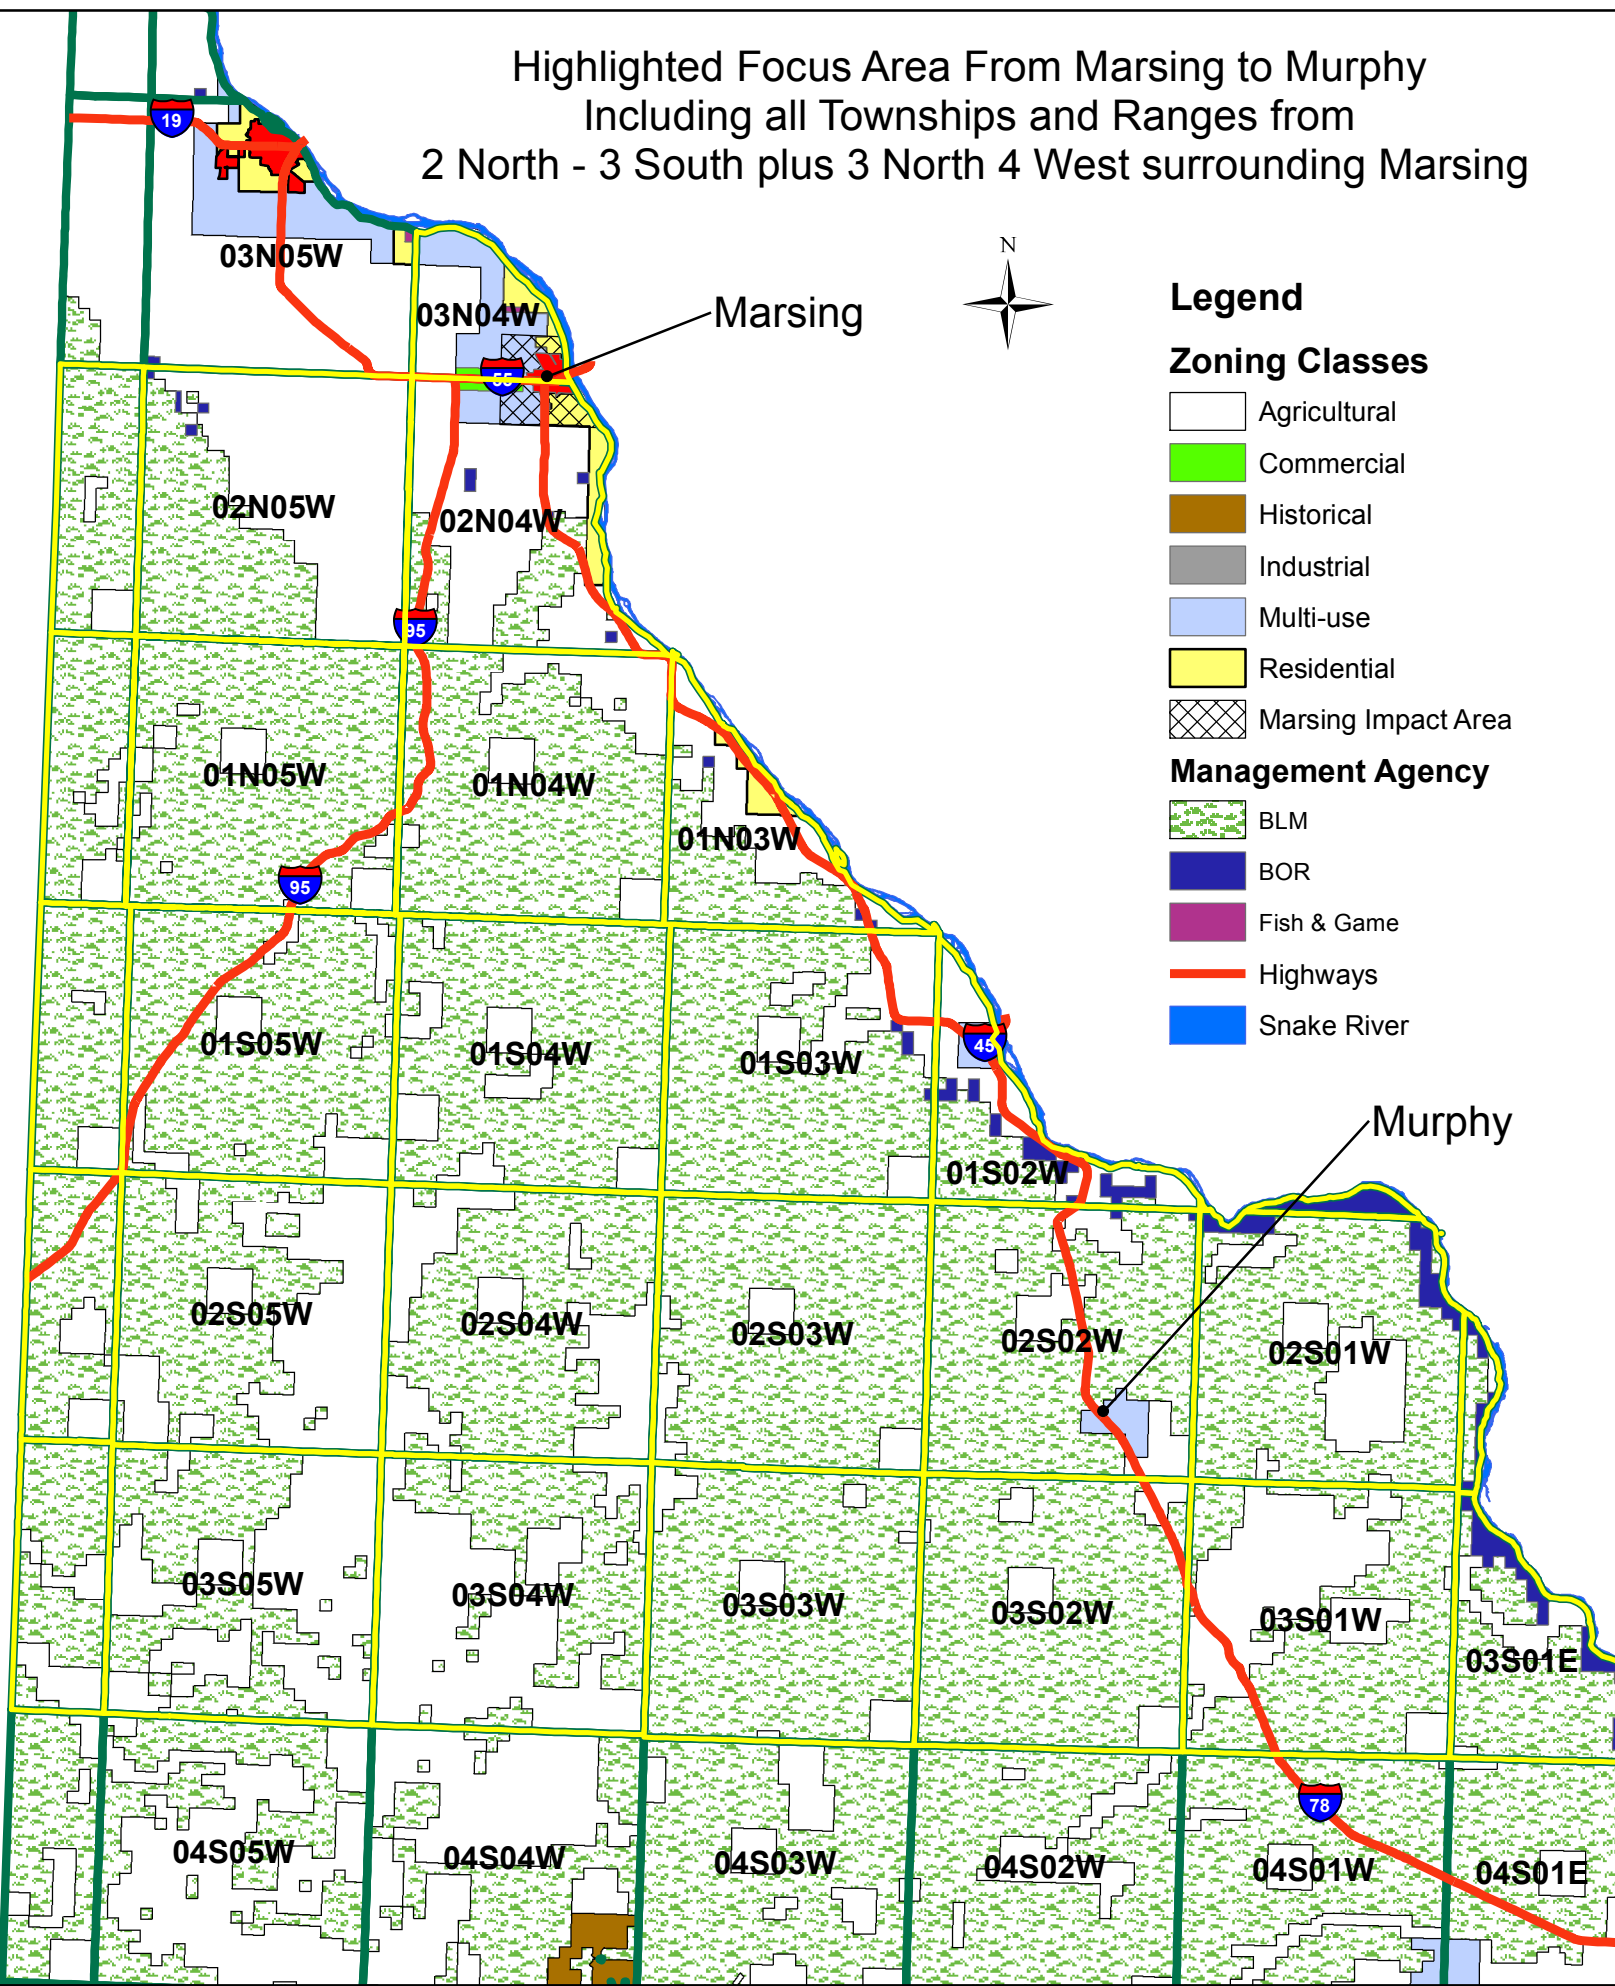 Highlighted Focus Area From Marsing to Murphy
Including all Townships and Ranges from
2 North - 3 South plus 3 North 4 West surrounding Marsing
19
03N05W
N
Legend
Zoning Classes
Agricultural
Commercial
Historical
Industrial
Multi-use
Residential
Marsing Impact Area
Management Agency
BLM
BOR
Fish & Game
Highways
Snake River
03N04W
Marsing
55
02N05W
02N04W
95
01N05W
01N04W
01N03W
95
01S05W
01S04W
01S03W
45
Murphy
01S02W
02S05W
02S04W
02S03W
02S02W
02S01W
03S05W
03S04W
03S03W
03S02W
03S01W
03S01E
78
04S05W
04S04W
04S03W
04S02W
04S01W
04S01E